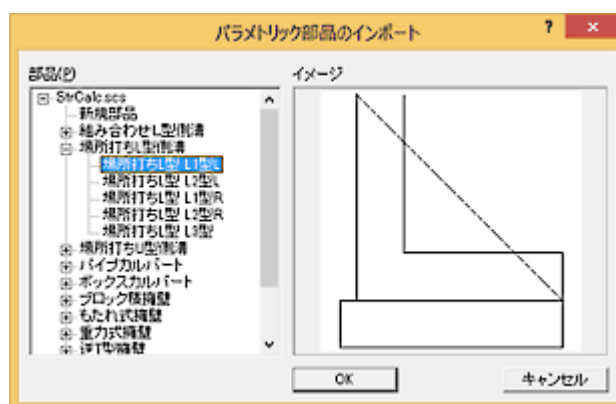 パラメトリック部品のインポート
?
×
部品(P)
イメージ
StrCalc.scs
新規部品
組み合わせL型側溝
場所打ちL型側溝
場所打ちL型 L1型L
場所打ちL型 L2型L
場所打ちL型 L1型R
場所打ちL型 L2型R
場所打ちL型 L3型
場所打ちU型側溝
パイプカルバート
ボックスカルバート
ブロック積擁壁
もたれ式擁壁
重力式擁壁
逆T型擁壁
OK
キャンセル